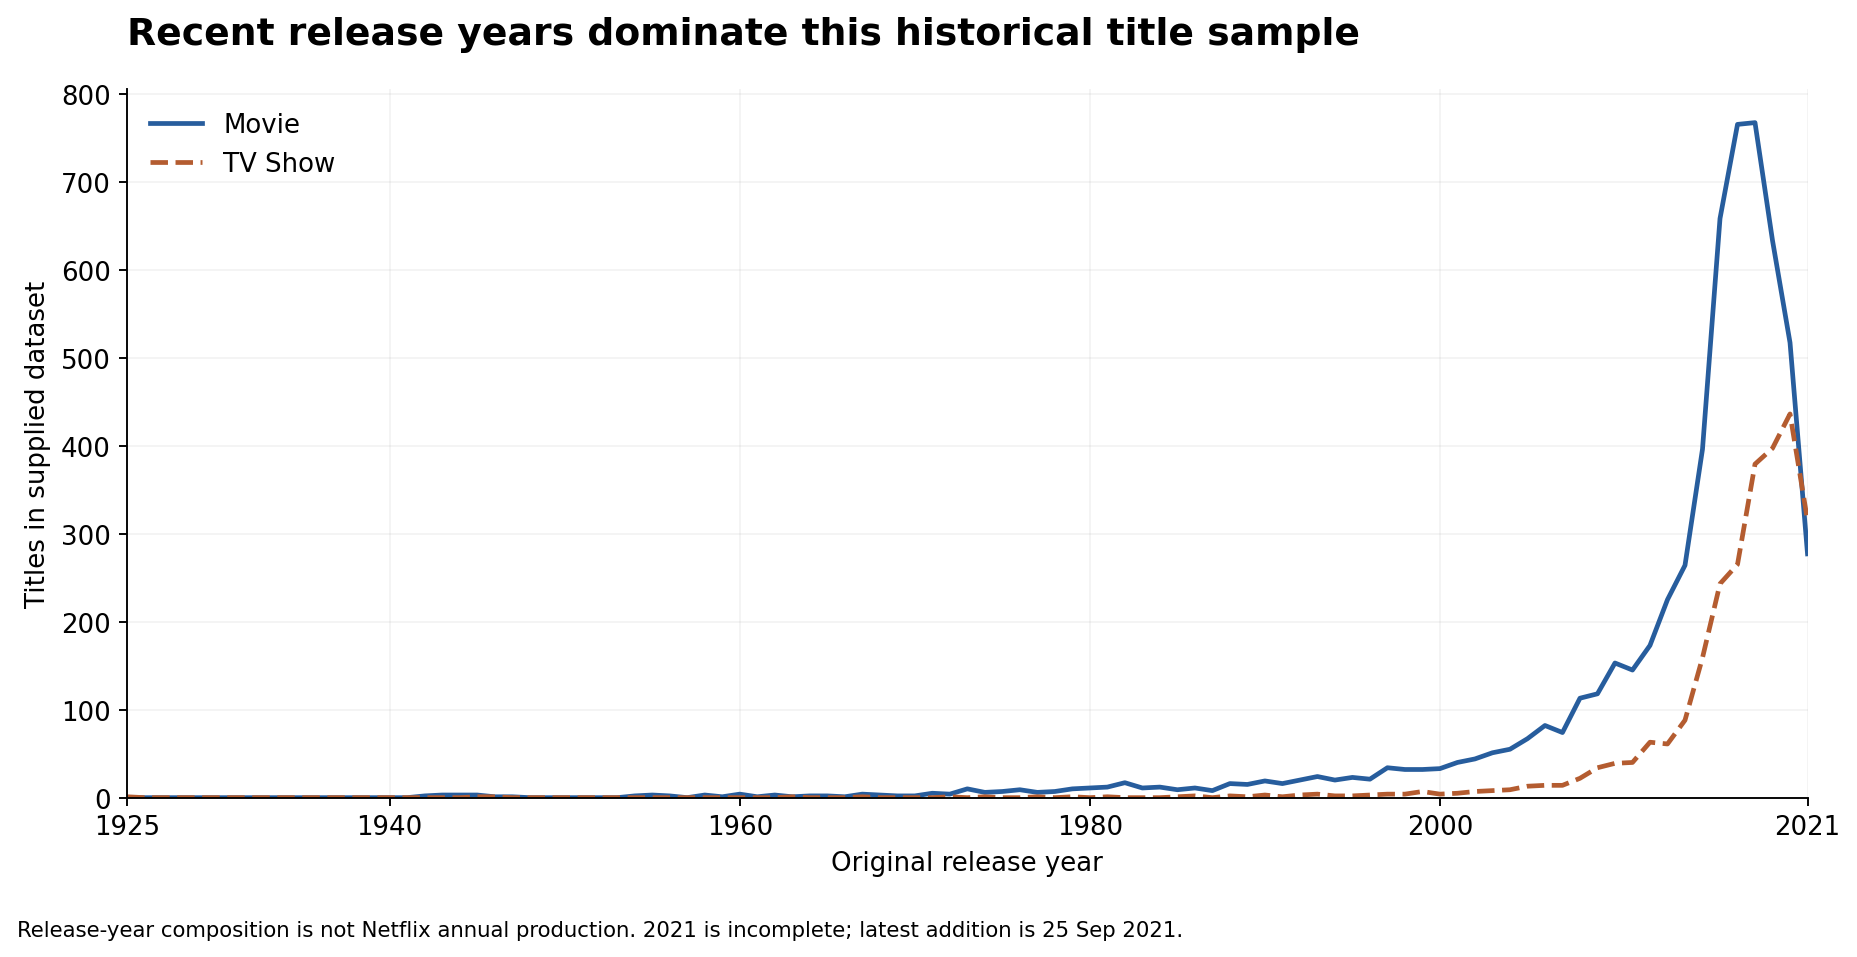 Recent release years dominate this historical title sample
Movie
TV Show
Titles in supplied dataset
800
700
600
500
400
300
200
100
0
1925
1940
1960
1980
2000
2021
Original release year
Release-year composition is not Netflix annual production. 2021 is incomplete; latest addition is 25 Sep 2021.